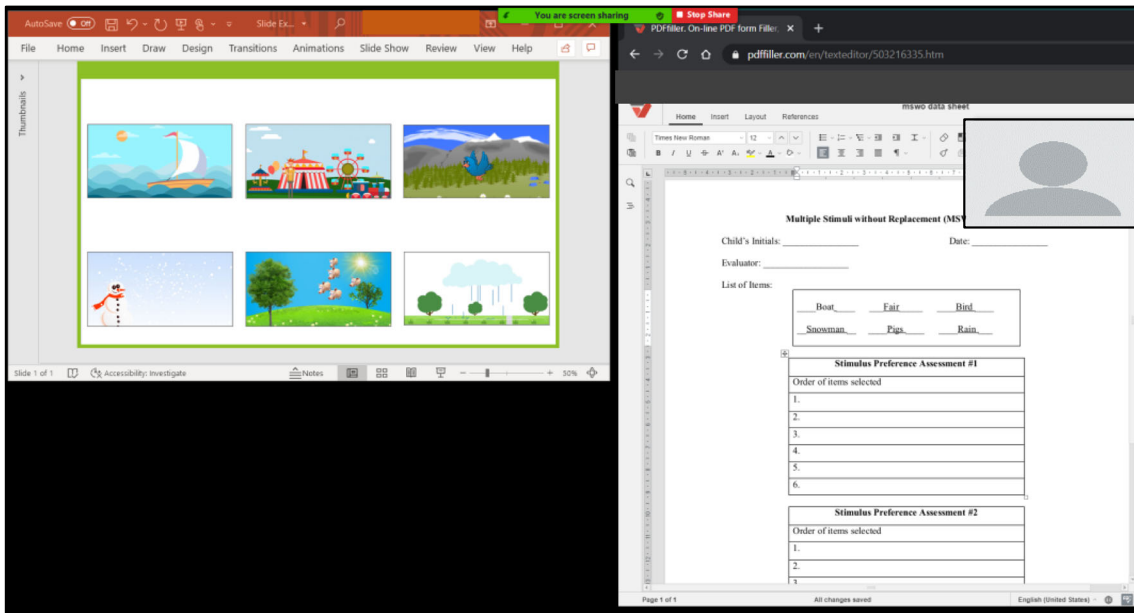 You are screen sharing
Stop Share
AutoSave Off
Slide Ex...
File Home Insert Draw Design Transitions Animations Slide Show Review View Help
Thumbnails
Slide 1 of 1
Accessibility: Investigate
Notes
50%
PDFfiller. On-line PDF form Filler,
pdffiller.com/en/texteditor/503216335.htm
mswo data sheet
Home Insert Layout References
Times New Roman 12
Multiple Stimuli without Replacement (MSW
Child's Initials: Date:
Evaluator:
List of Items:
Boat Fair Bird
Snowman Pigs Rain
Stimulus Preference Assessment #1
Order of items selected
1.
2.
3.
4.
5.
6.
Stimulus Preference Assessment #2
Order of items selected
1.
2.
3
Page 1 of 1
All changes saved
English (United States)